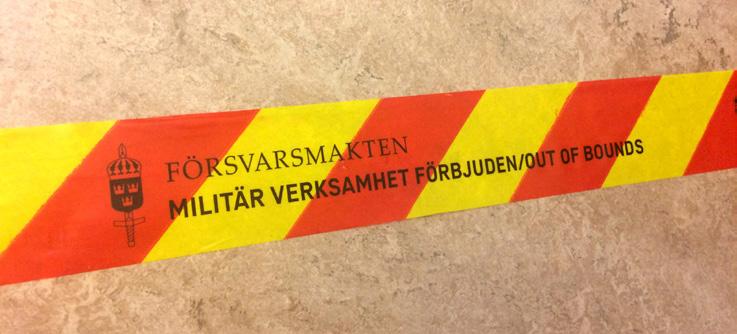 FÖRSVARSMAKTEN
MILITÄR VERKSAMHET FÖRBJUDEN/OUT OF BOUNDS